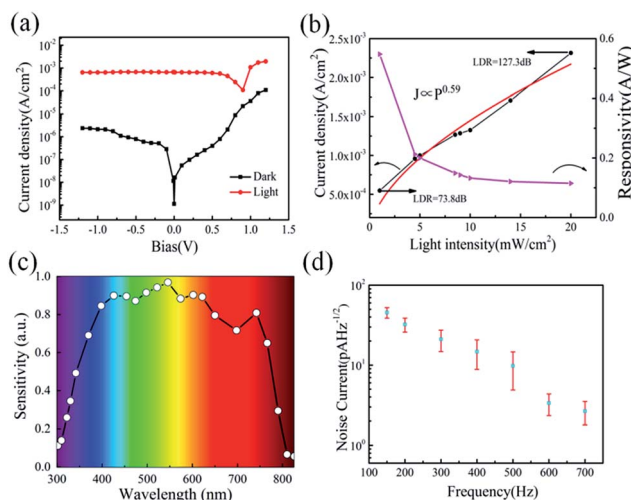 (a)
Current density(A/cm²)
10⁻²
10⁻³
10⁻⁴
10⁻⁵
10⁻⁶
10⁻⁷
10⁻⁸
10⁻⁹
Dark
Light
-1.5 -1.0 -0.5 0.0 0.5 1.0 1.5
Bias(V)
(b)
Current density(A/cm²)
2.5x10⁻³
2.0x10⁻³
1.5x10⁻³
1.0x10⁻³
5.0x10⁻⁴
LDR=127.3dB
J∝P^0.59
LDR=73.8dB
0 5 10 15 20
Light intensity(mW/cm²)
0.6
0.4
0.2
0.0
Responsivity(A/W)
(c)
Sensitivity (a.u.)
1.0
0.8
0.6
0.4
0.2
0.0
300 400 500 600 700 800
Wavelength (nm)
(d)
Noise Current(pAHz⁻¹/²)
10²
10¹
10⁰
100 200 300 400 500 600 700
Frequency(Hz)